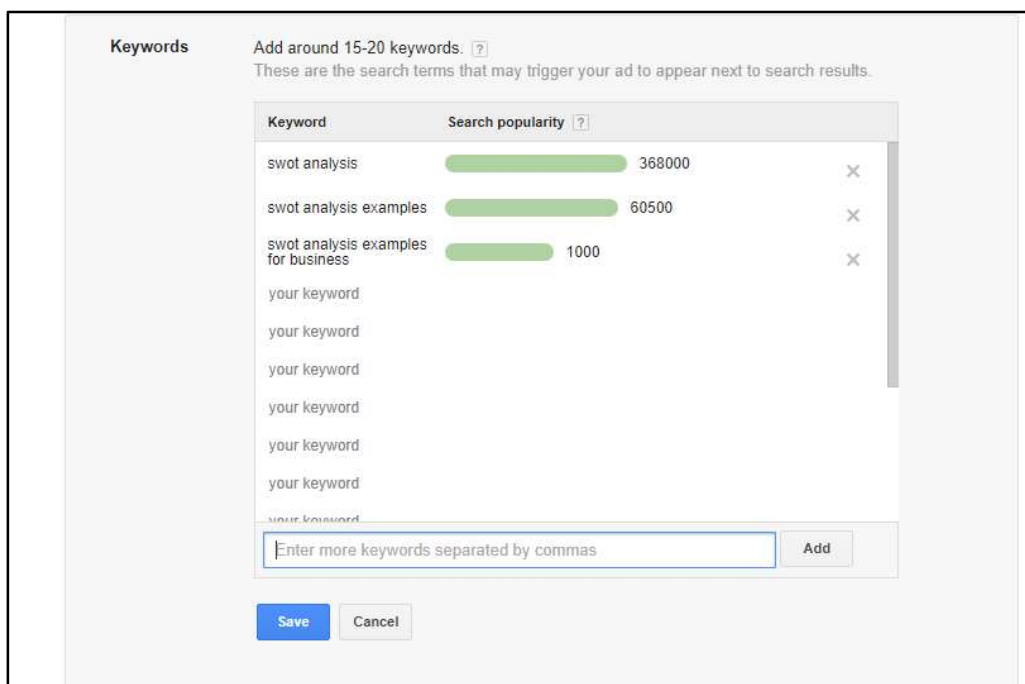 Keywords
Add around 15-20 keywords. ?
These are the search terms that may trigger your ad to appear next to search results.
Keyword Search popularity ?
swot analysis 368000
swot analysis examples 60500
swot analysis examples
for business 1000
your keyword
your keyword
your keyword
your keyword
your keyword
your keyword
your keyword
Enter more keywords separated by commas Add
Save Cancel